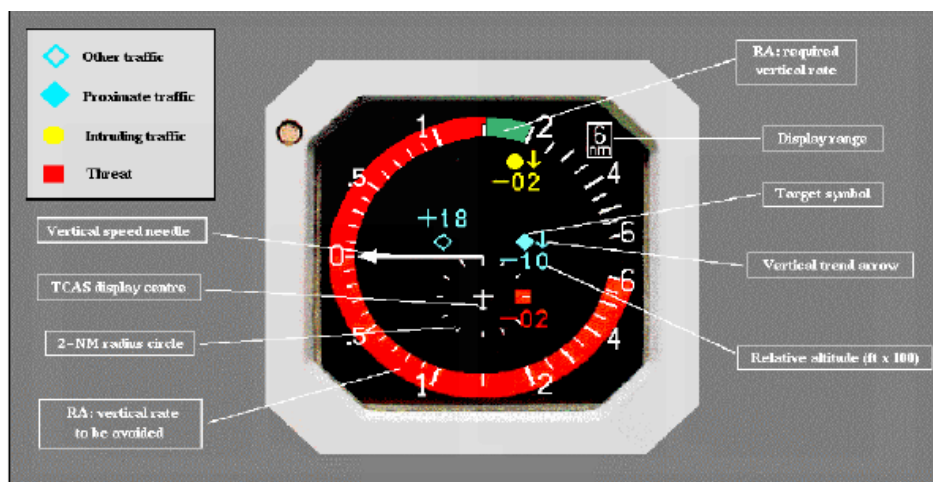 Other traffic
Proximate traffic
Intruding traffic
Threat
RA: required
vertical rate
Display range
Target symbol
Vertical trend arrow
Relative altitude (ft x 100)
Vertical speed needle
TCAS display centre
2-NM radius circle
RA: vertical rate
to be avoided
1
2
6
nm
4
.5
-02
+18
6
0
-10
6
-02
.5
4
1
2